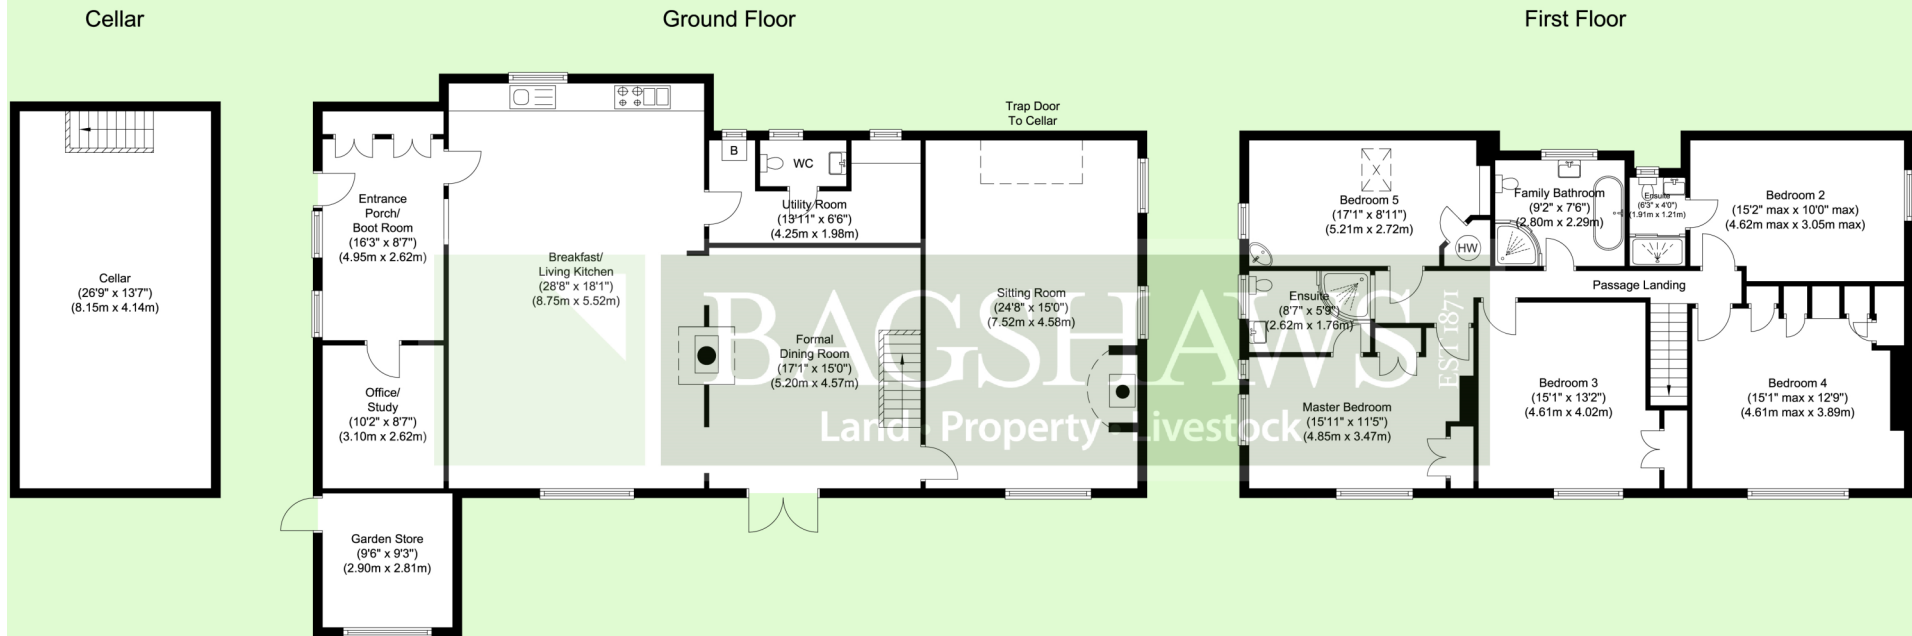 Cellar
Ground Floor
First Floor
Cellar
(26'9" x 13'7")
(8.15m x 4.14m)
Entrance
Porch/
Boot Room
(16'3" x 8'7")
(4.95m x 2.62m)
Office/
Study
(10'2" x 8'7")
(3.10m x 2.62m)
Garden Store
(9'6" x 9'3")
(2.90m x 2.81m)
Breakfast/
Living Kitchen
(28'8" x 18'1")
(8.75m x 5.52m)
B
WC
Utility Room
(13'11" x 6'6")
(4.25m x 1.98m)
Formal
Dining Room
(17'1" x 15'0")
(5.20m x 4.57m)
Trap Door
To Cellar
Sitting Room
(24'8" x 15'0")
(7.52m x 4.58m)
BAGSHAWS
EST 1871
Land · Property · Livestock
Bedroom 5
(17'1" x 8'11")
(5.21m x 2.72m)
HW
Family Bathroom
(9'2" x 7'6")
(2.80m x 2.29m)
Ensuite
(6'3" x 4'0")
(1.91m x 1.21m)
Bedroom 2
(15'2" max x 10'0" max)
(4.62m max x 3.05m max)
Passage Landing
Ensuite
(8'7" x 5'9")
(2.62m x 1.76m)
Master Bedroom
(15'11" x 11'5")
(4.85m x 3.47m)
Bedroom 3
(15'1" x 13'2")
(4.61m x 4.02m)
Bedroom 4
(15'1" max x 12'9")
(4.61m max x 3.89m)